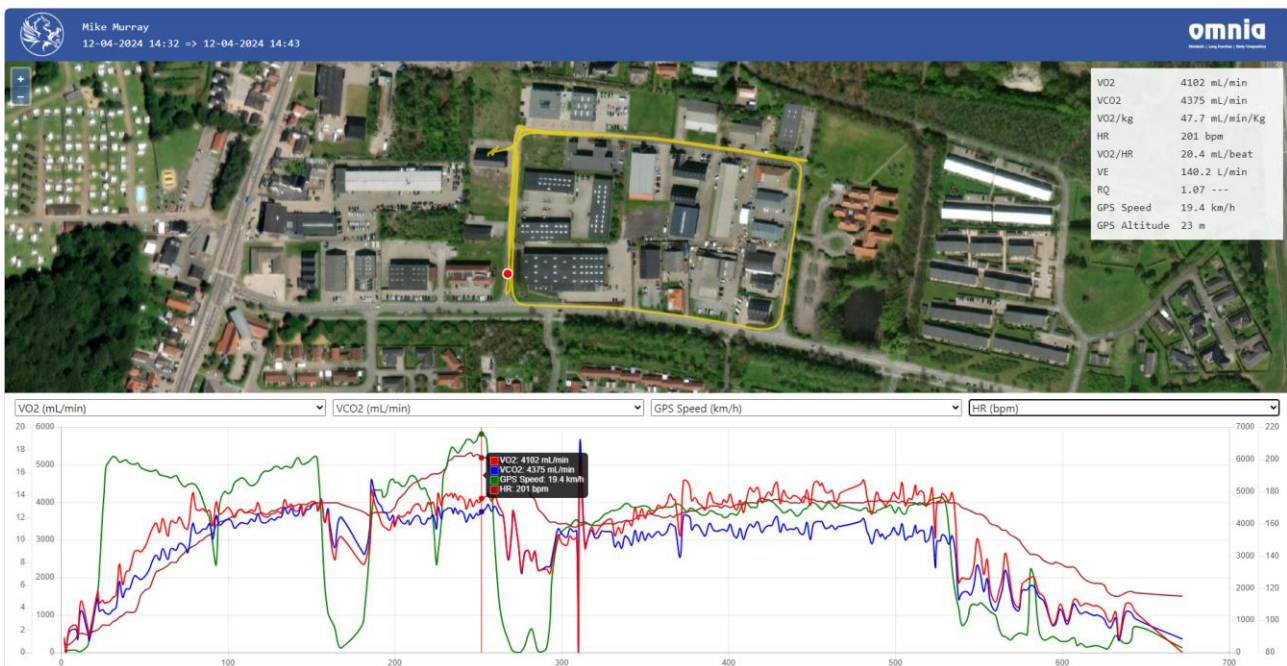 Mike Murray
12-04-2024 14:32 => 12-04-2024 14:43
omnia
Metabolic | Lung Function | Body Composition
+
−
VO2 4102 mL/min
VCO2 4375 mL/min
VO2/kg 47.7 mL/min/Kg
HR 201 bpm
VO2/HR 20.4 mL/beat
VE 140.2 L/min
RQ 1.07 ---
GPS Speed 19.4 km/h
GPS Altitude 23 m
VO2 (mL/min) VCO2 (mL/min) GPS Speed (km/h) HR (bpm)
20 6000 7000 220
18
5000 6000 200
16
14 5000 180
4000
12
4000 160
10 3000
3000 140
8
2000
6 2000 120
4
1000 1000 100
2
0 0 0 80
VO2: 4102 mL/min
VCO2: 4375 mL/min
GPS Speed: 19.4 km/h
HR: 201 bpm
0 100 200 300 400 500 600 700